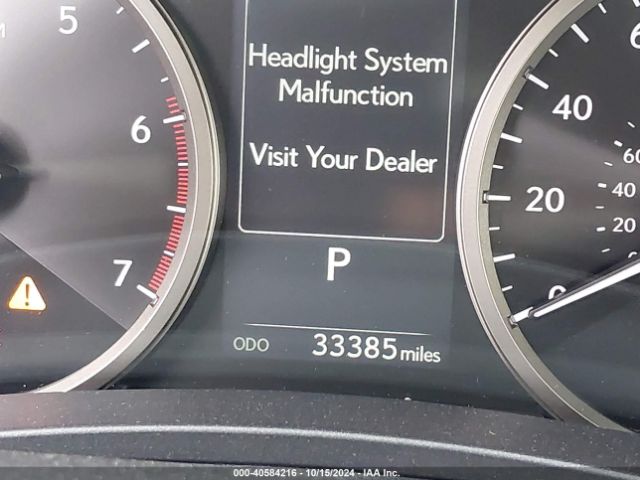 Headlight System
Malfunction
Visit Your Dealer
P
ODO 33385 miles
5
6
7
40
20
0
60
40
20
000-40584216 - 10/15/2024 - IAA Inc.